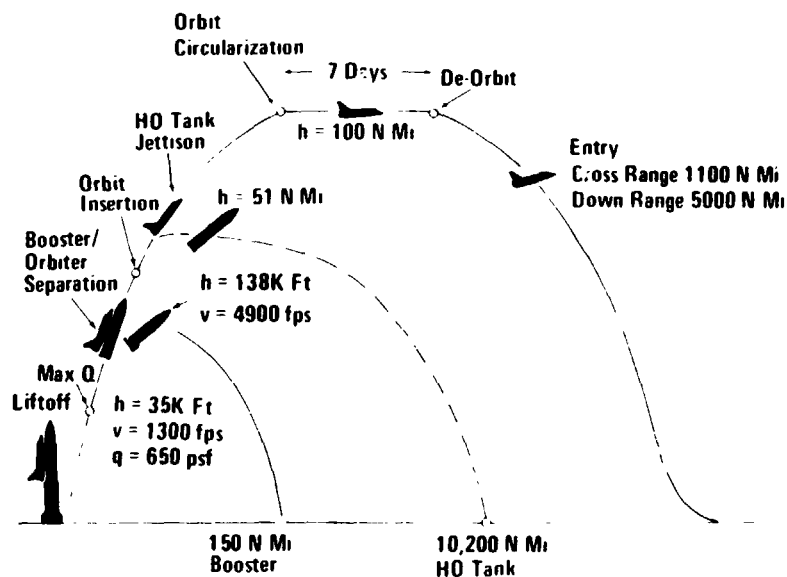 Orbit
Circularization
7 Days
De-Orbit
h = 100 N Mi
HO Tank
Jettison
Entry
Cross Range 1100 N Mi
Down Range 5000 N Mi
Orbit
Insertion
h = 51 N Mi
Booster/
Orbiter
Separation
h = 138K Ft
v = 4900 fps
Max Q
Liftoff
h = 35K Ft
v = 1300 fps
q = 650 psf
150 N Mi
Booster
10,200 N Mi
HO Tank